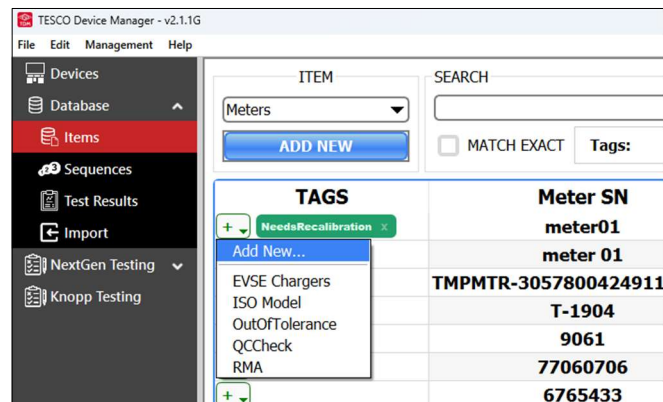 TESCO Device Manager - v2.1.1G
File Edit Management Help
Devices
Database
Items
Sequences
Test Results
Import
NextGen Testing
Knopp Testing
ITEM
Meters
ADD NEW
SEARCH
MATCH EXACT
Tags:
TAGS Meter SN
+ NeedsRecalibration x meter01
Add New... meter 01
EVSE Chargers TMPMTR-3057800424911
ISO Model T-1904
OutOfTolerance 9061
QCCheck
RMA 77060706
+ 6765433